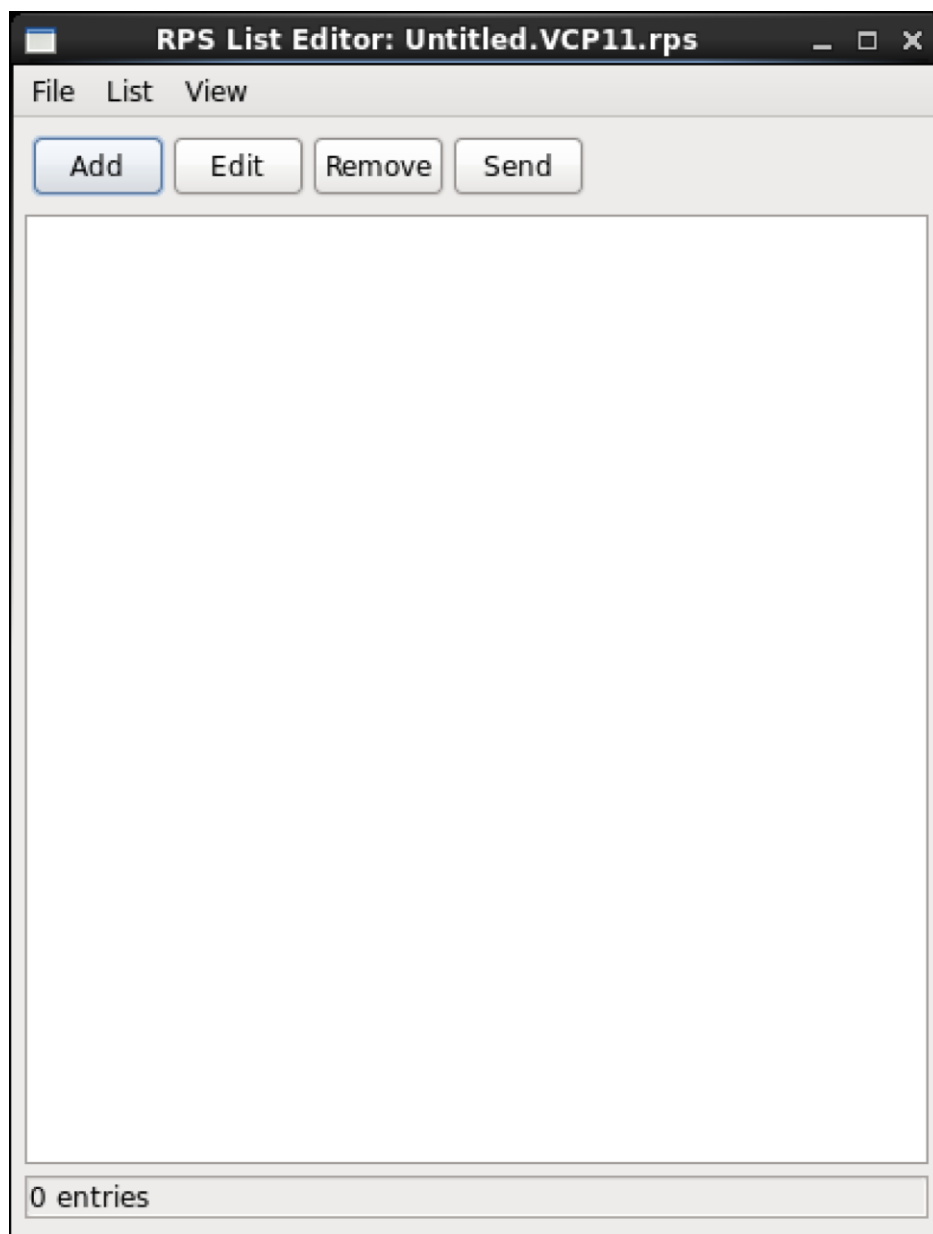 RPS List Editor: Untitled.VCP11.rps
File List View
Add Edit Remove Send
0 entries